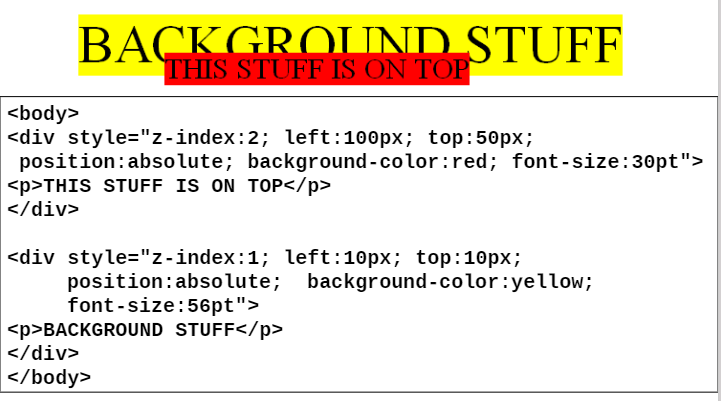 BACKGROUND STUFF
THIS STUFF IS ON TOP
<body>
<div style="z-index:2; left:100px; top:50px;
position:absolute; background-color:red; font-size:30pt">
<p>THIS STUFF IS ON TOP</p>
</div>
<div style="z-index:1; left:10px; top:10px;
position:absolute; background-color:yellow;
font-size:56pt">
<p>BACKGROUND STUFF</p>
</div>
</body>